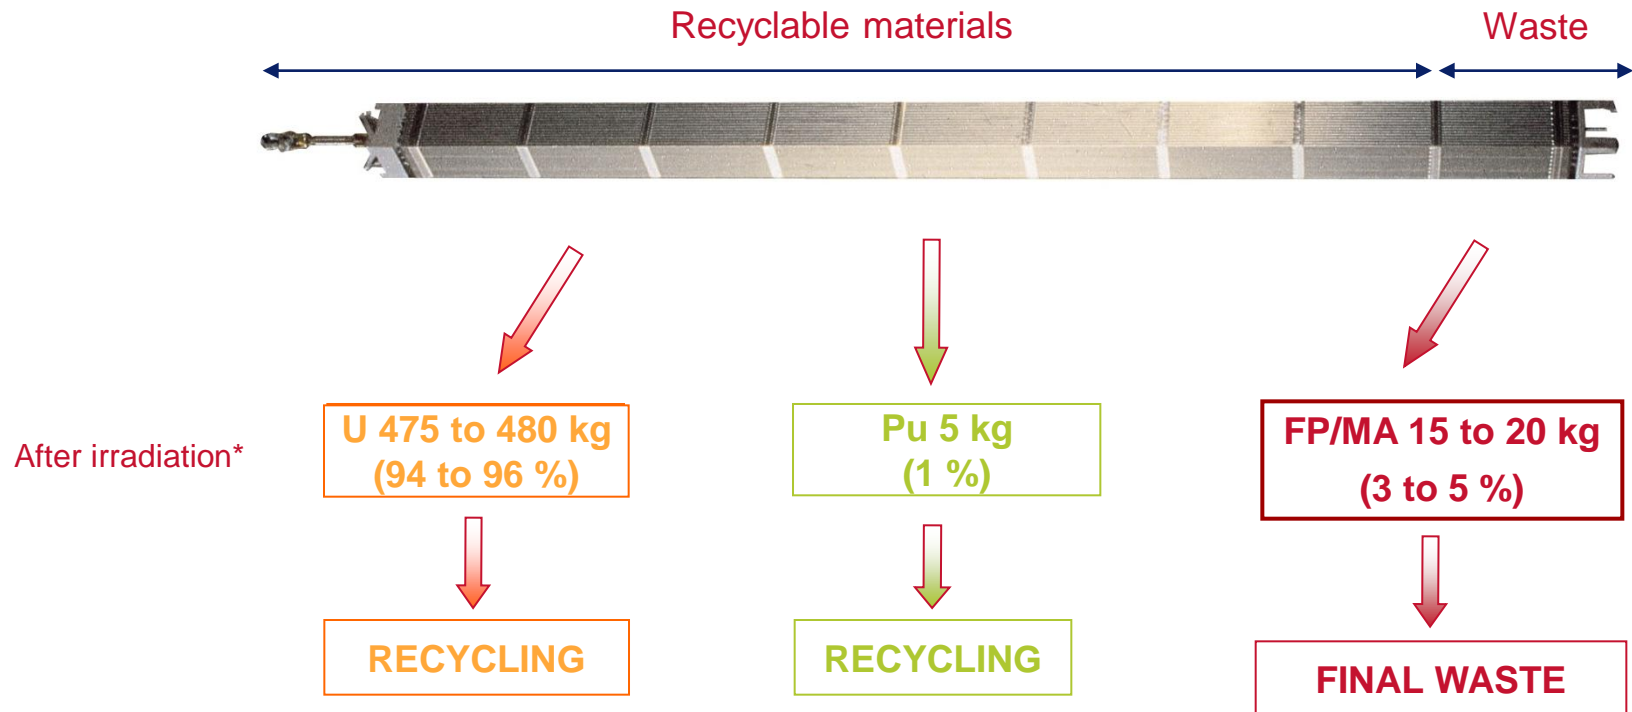 Recyclable materials
Waste
After irradiation*
U 475 to 480 kg
(94 to 96 %)
Pu 5 kg
(1 %)
FP/MA 15 to 20 kg
(3 to 5 %)
RECYCLING
RECYCLING
FINAL WASTE